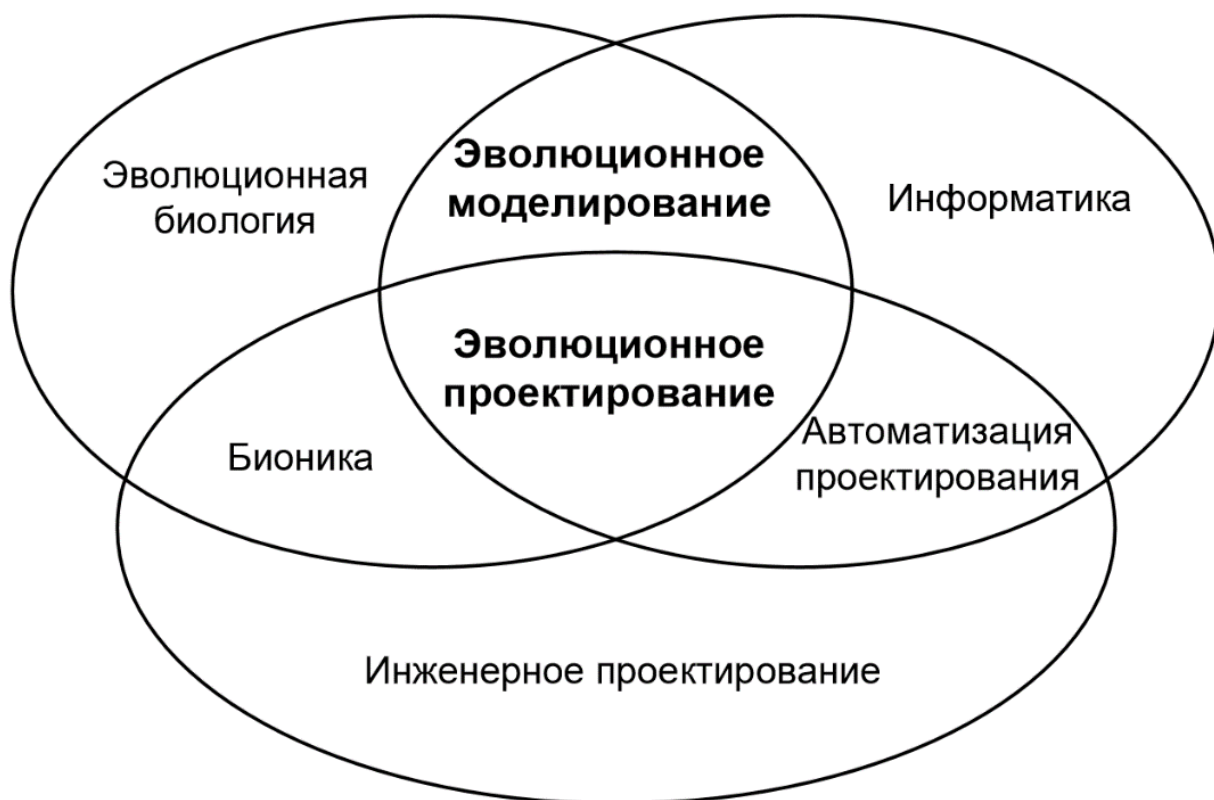 Эволюционная
биология
Эволюционное
моделирование
Информатика
Эволюционное
проектирование
Бионика
Автоматизация
проектирования
Инженерное проектирование